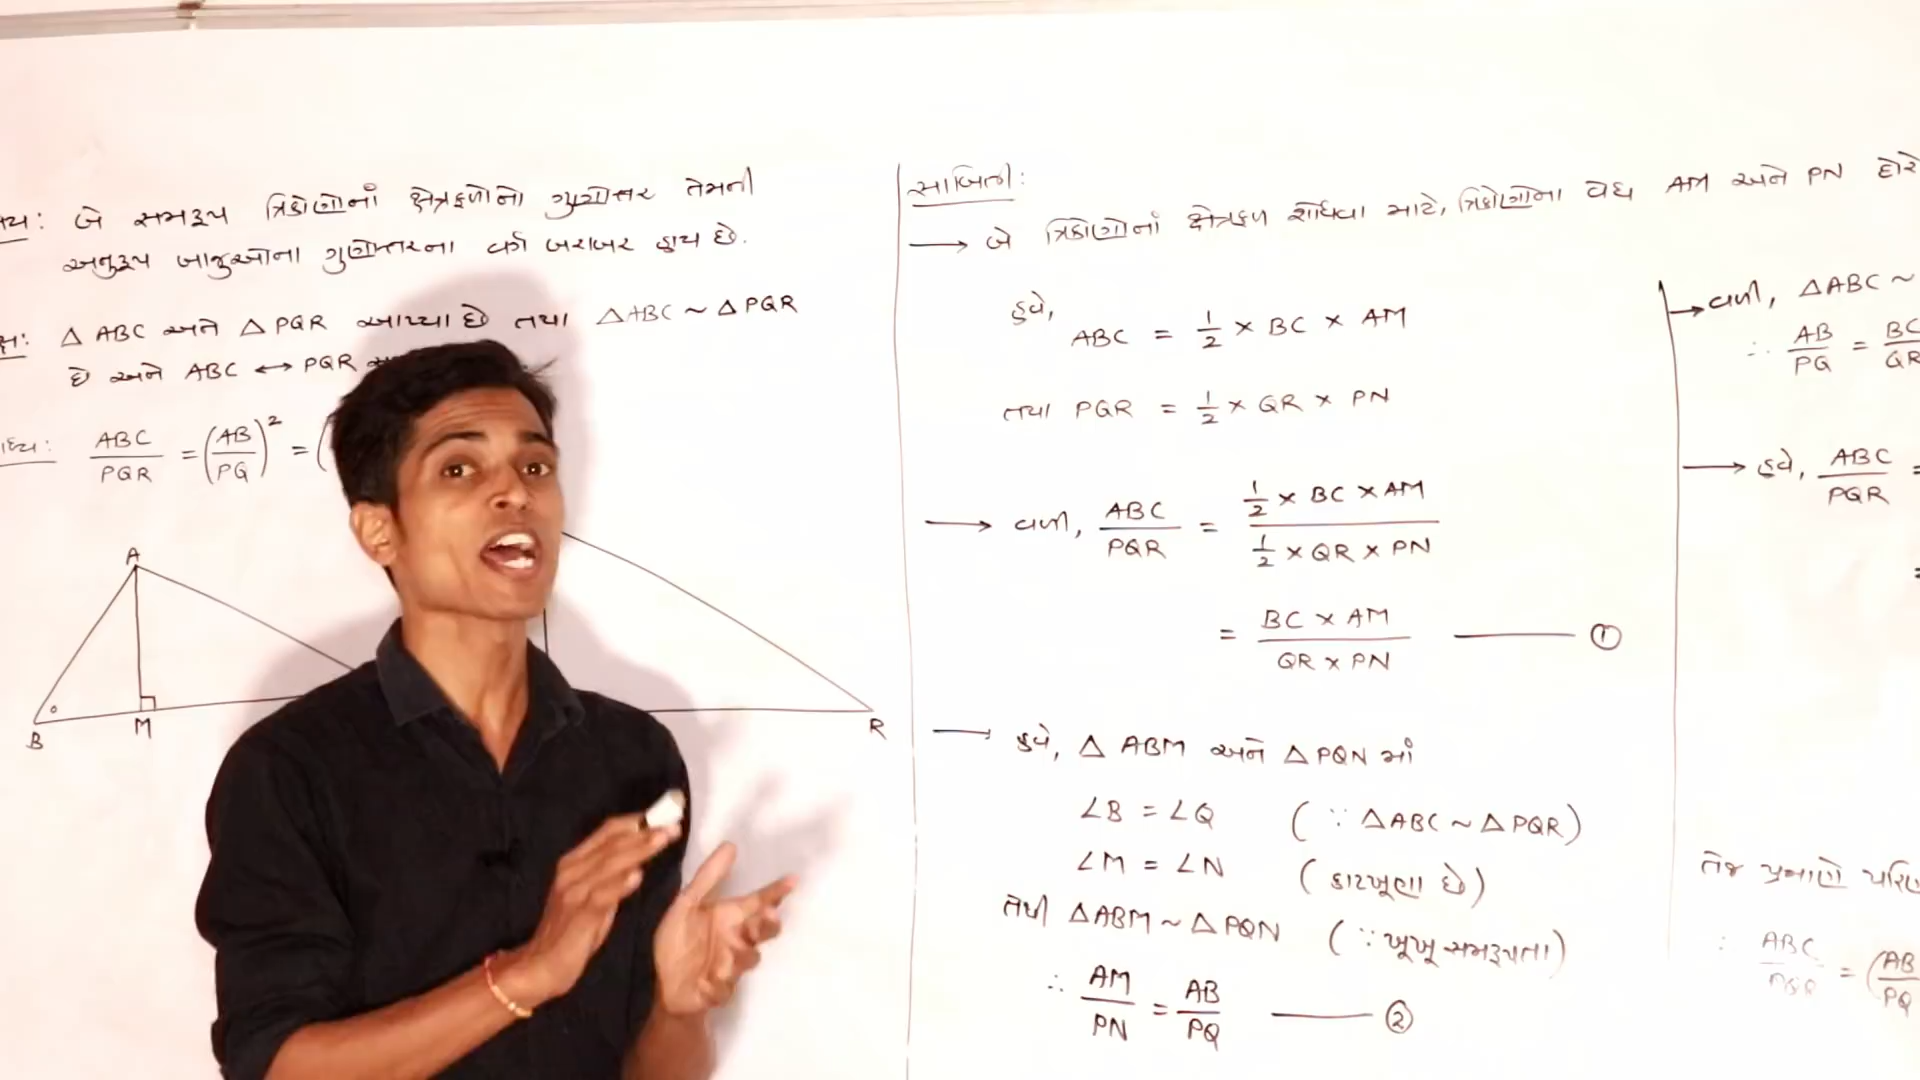 બે સમરૂપ ત્રિકોણોનાં ક્ષેત્રફળોનો ગુણોત્તર તેમની
અનુરૂપ બાજુઓના ગુણોત્તરના વર્ગ બરાબર હોય છે.
△ ABC અને △ PQR આપ્યા છે તથા △ABC ~ △PQR
છે અને ABC ↔ PQR
ABC/PQR = (AB/PQ)² = (
A
B
M
R
સાબિતી:
→ બે ત્રિકોણોનાં ક્ષેત્રફળ શોધવા માટે, ત્રિકોણોના વેધ AM અને PN દોરે
હવે,
ABC = 1/2 × BC × AM
તથા PQR = 1/2 × QR × PN
→ વળી, ABC/PQR = (1/2 × BC × AM)/(1/2 × QR × PN)
= (BC × AM)/(QR × PN) —— ①
— હવે, △ ABM અને △ PQN માં
∠B = ∠Q (∵ △ABC ~ △PQR)
∠M = ∠N (કાટખૂણા છે)
તેથી △ABM ~ △PQN (∵ ખૂખૂ સમરૂપતા)
∴ AM/PN = AB/PQ —— ②
→ વળી, △ABC ~
∴ AB/PQ = BC/QR
→ હવે, ABC/PQR =
=
તેજ પ્રમાણે
∴ ABC/PQR = (AB/PQ